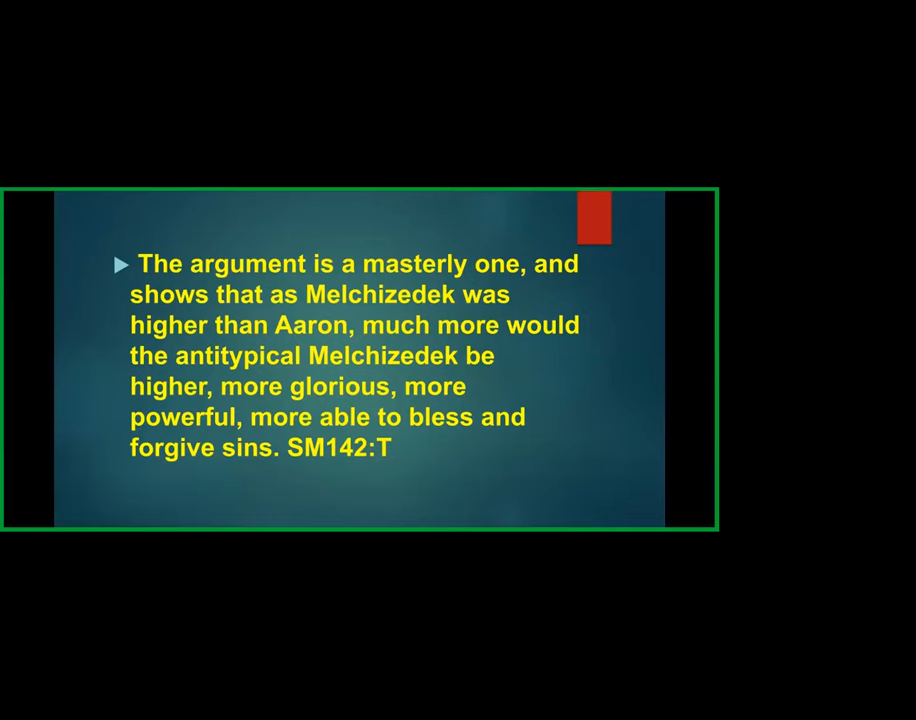 The argument is a masterly one, and
shows that as Melchizedek was
higher than Aaron, much more would
the antitypical Melchizedek be
higher, more glorious, more
powerful, more able to bless and
forgive sins. SM142:T